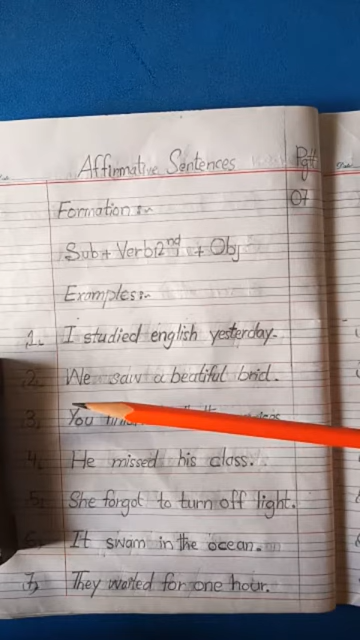 Affirmative Sentences
Pg#
07
Formation:-
Sub + Verb 2nd + Obj
Examples:-
1. I studied english yesterday.
2. We saw a beatiful brid.
3. You
4. He missed his class.
5. She forgot to turn off light.
6. It swam in the ocean.
7. They waited for one hour.